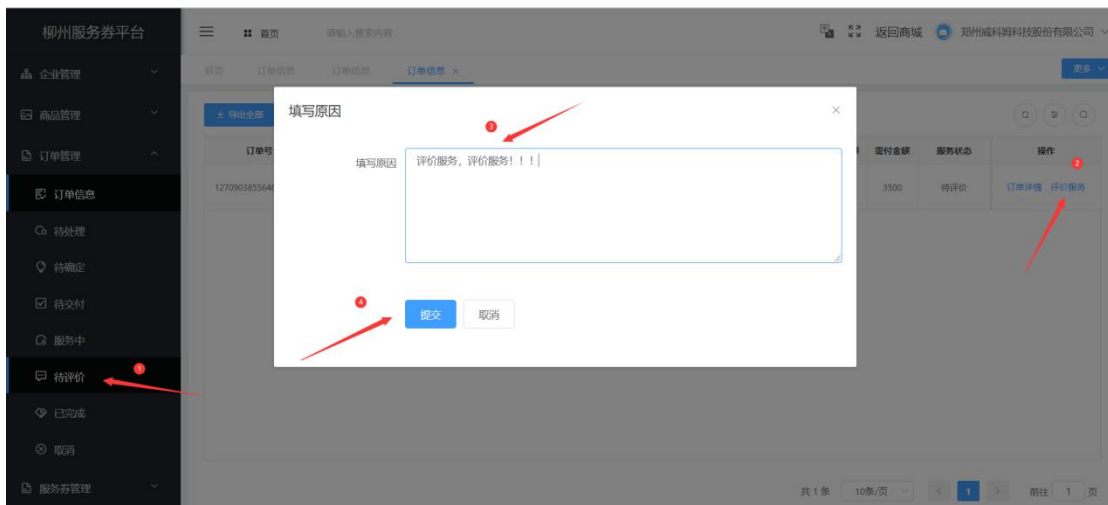 柳州服务券平台
首页
请输入搜索内容
返回商城
郑州威科姆科技股份有限公司
企业管理
首页 订单信息 订单信息 订单信息 ×
更多
商品管理
导出全部
填写原因
×
3
订单管理
订单号
填写原因
评价服务，评价服务！！！
需付金额 服务状态 操作
2
订单信息
127090385564
3500 待评价 订单详情 评价服务
待处理
待确定
待交付
4
提交 取消
服务中
待评价
1
已完成
取消
服务券管理
共 1 条 10条/页 < 1 > 前往 1 页